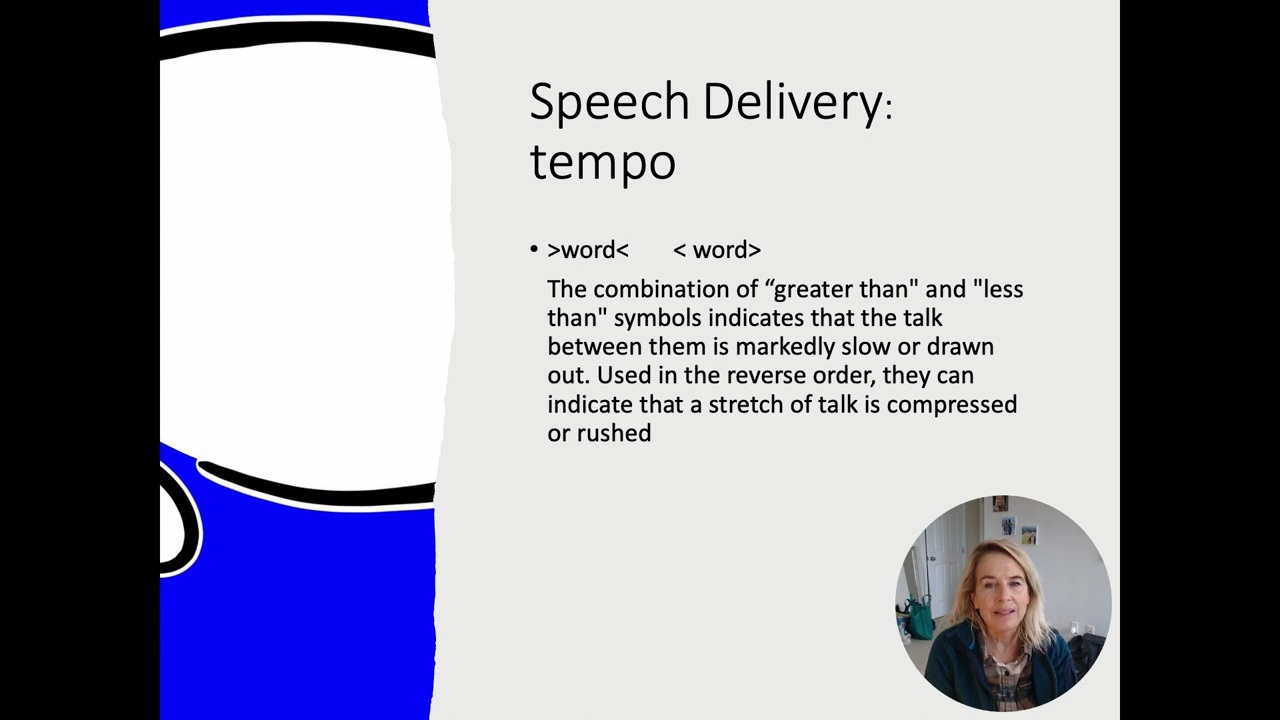 Speech Delivery:
tempo
• >word< < word>
The combination of “greater than" and "less
than" symbols indicates that the talk
between them is markedly slow or drawn
out. Used in the reverse order, they can
indicate that a stretch of talk is compressed
or rushed